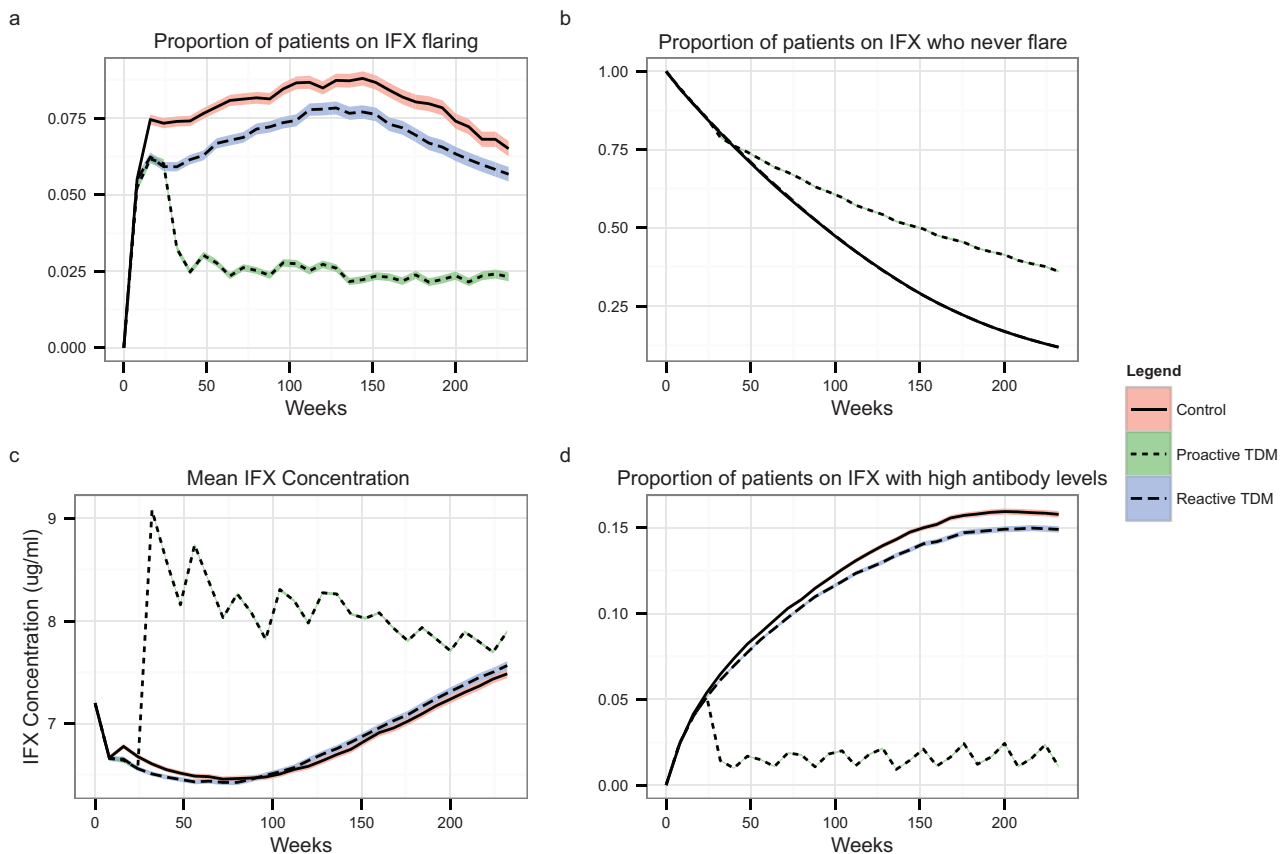 a
Proportion of patients on IFX flaring
0.075
0.050
0.025
0.000
0 50 100 150 200
Weeks
b
Proportion of patients on IFX who never flare
1.00
0.75
0.50
0.25
0 50 100 150 200
Weeks
Legend
Control
Proactive TDM
Reactive TDM
c
Mean IFX Concentration
IFX Concentration (ug/ml)
9
8
7
0 50 100 150 200
Weeks
d
Proportion of patients on IFX with high antibody levels
0.15
0.10
0.05
0.00
0 50 100 150 200
Weeks